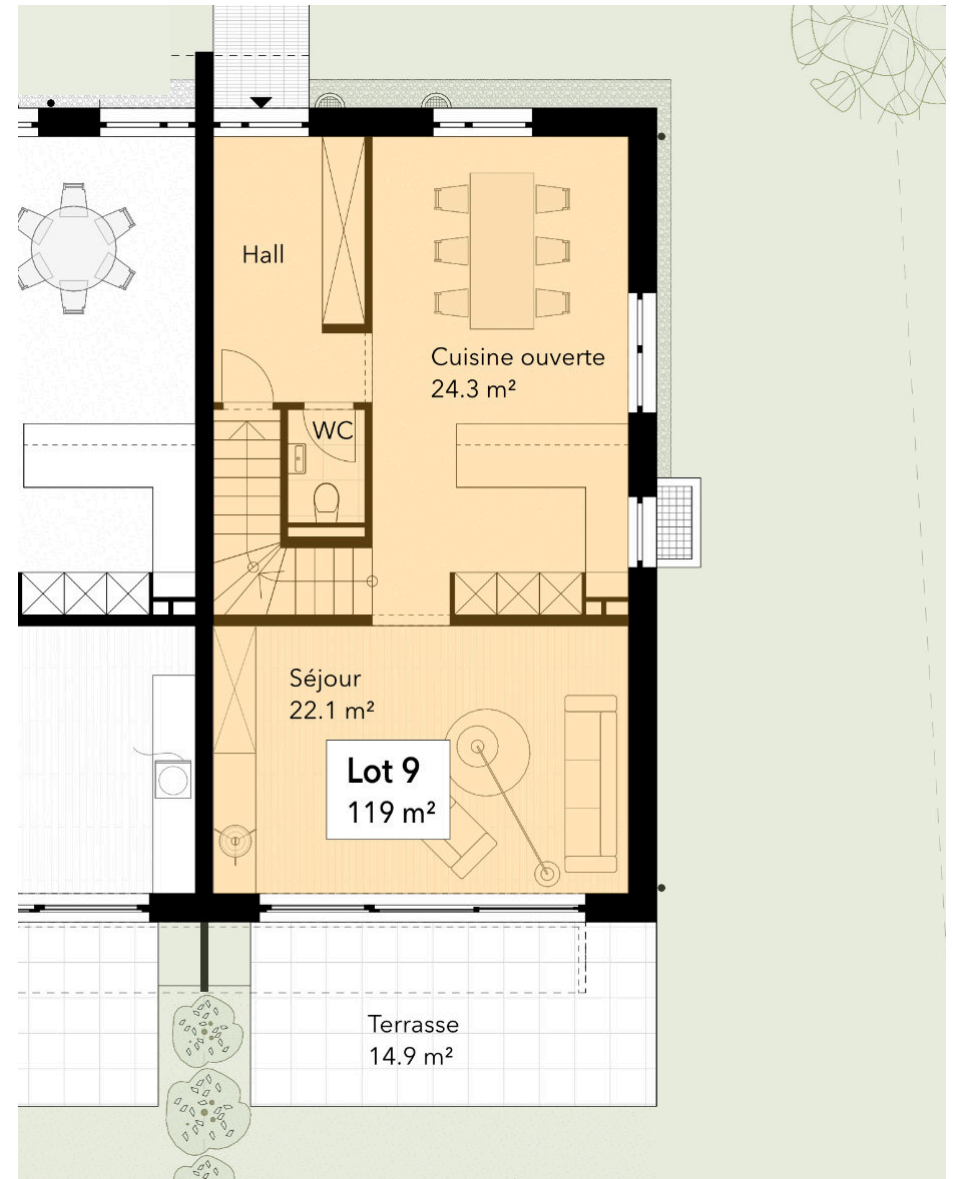 Hall
Cuisine ouverte
24.3 m²
WC
Séjour
22.1 m²
Lot 9
119 m²
Terrasse
14.9 m²